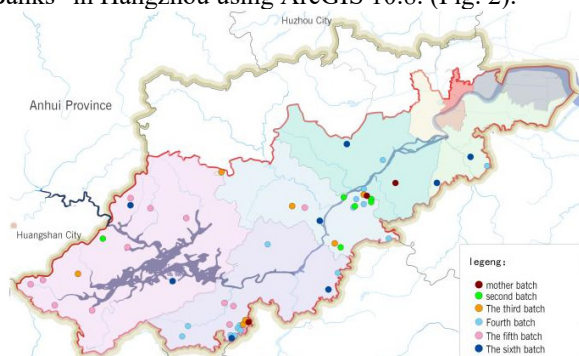 Banks" in Hangzhou using ArcGIS 10.8. (Fig. 2).
Huzhou City
Anhui Province
Huangshan City
legeng:
mother batch
second batch
The third batch
Fourth batch
The fifth batch
The sixth batch